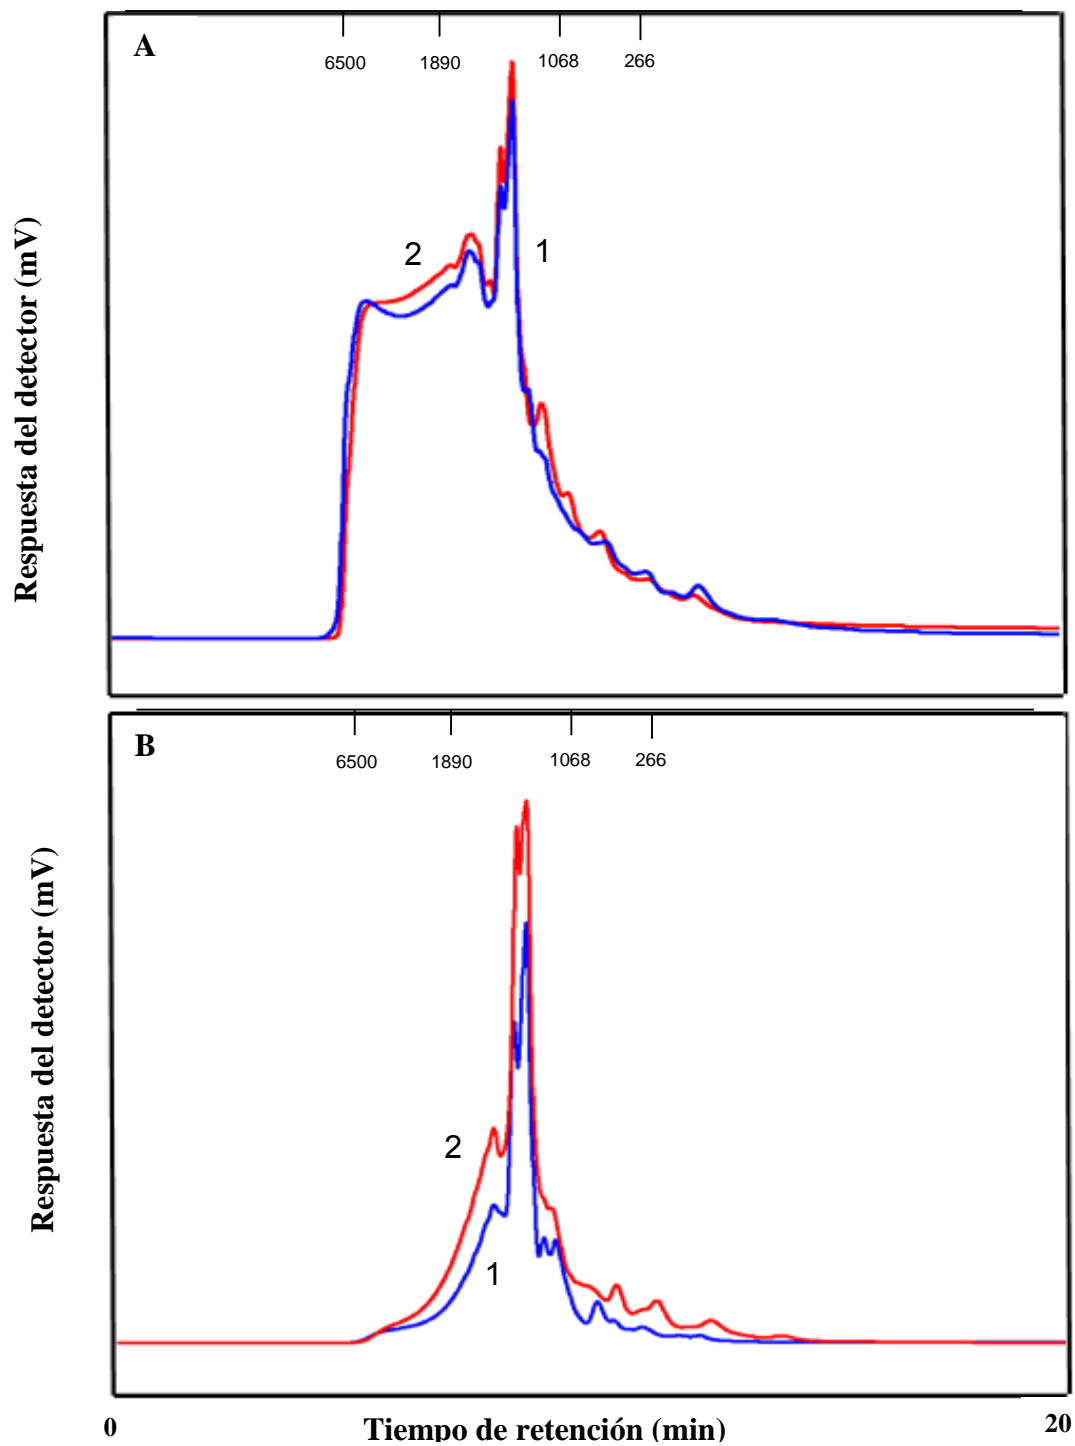 A
6500 1890 1068 266
2 1
Respuesta del detector (mV)
B
6500 1890 1068 266
2
1
Respuesta del detector (mV)
0 Tiempo de retención (min) 20